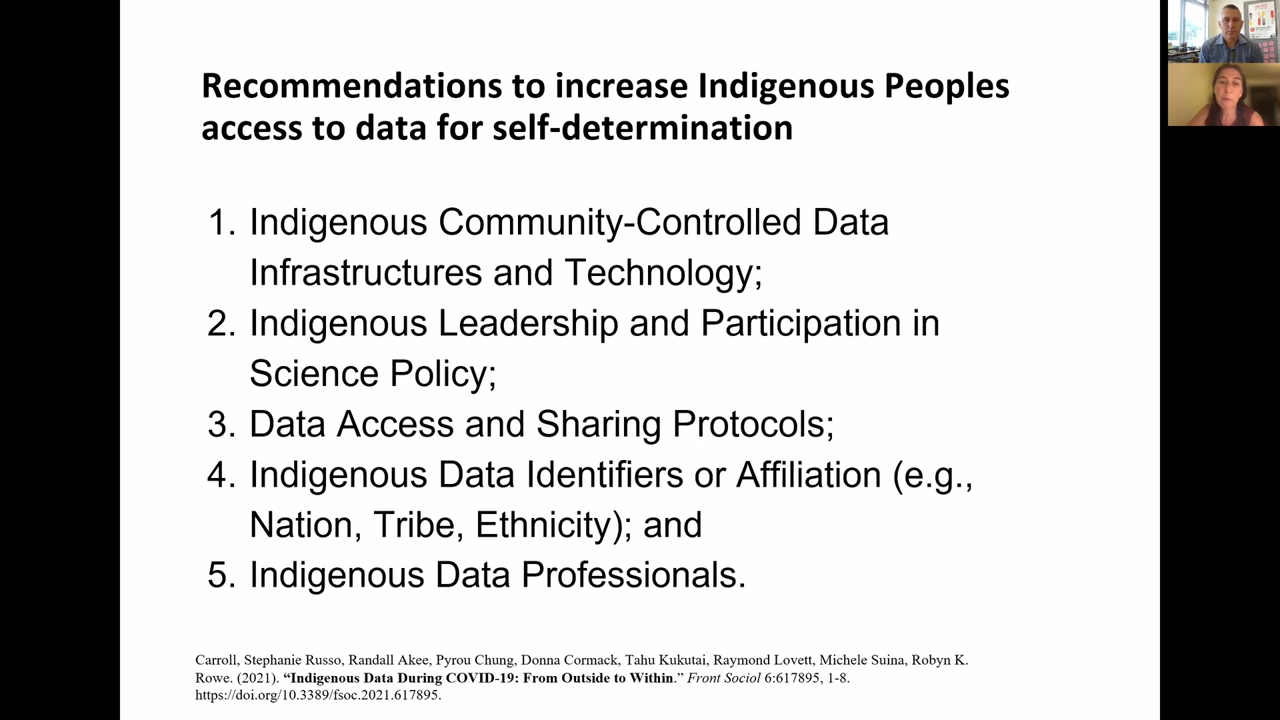 Recommendations to increase Indigenous Peoples
access to data for self-determination
1. Indigenous Community-Controlled Data
Infrastructures and Technology;
2. Indigenous Leadership and Participation in
Science Policy;
3. Data Access and Sharing Protocols;
4. Indigenous Data Identifiers or Affiliation (e.g.,
Nation, Tribe, Ethnicity); and
5. Indigenous Data Professionals.
Carroll, Stephanie Russo, Randall Akee, Pyrou Chung, Donna Cormack, Tahu Kukutai, Raymond Lovett, Michele Suina, Robyn K.
Rowe. (2021). “Indigenous Data During COVID-19: From Outside to Within.” Front Sociol 6:617895, 1-8.
https://doi.org/10.3389/fsoc.2021.617895.